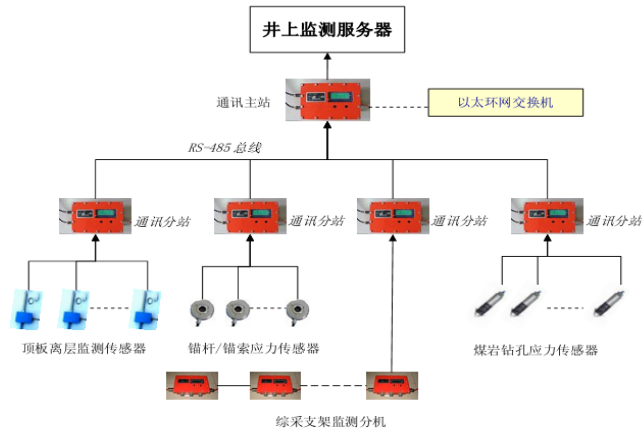 井上监测服务器
通讯主站
以太环网交换机
RS-485总线
通讯分站
通讯分站
通讯分站
通讯分站
顶板离层监测传感器
锚杆/锚索应力传感器
煤岩钻孔应力传感器
综采支架监测分机